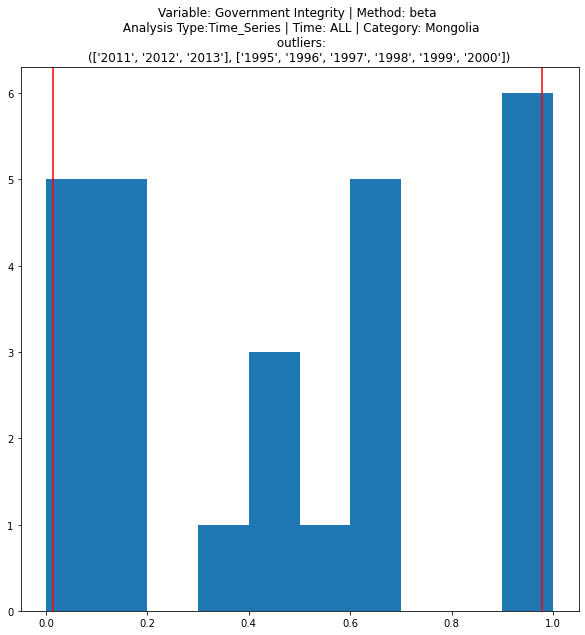 Variable: Government Integrity | Method: beta
Analysis Type:Time_Series | Time: ALL | Category: Mongolia
outliers:
(['2011', '2012', '2013'], ['1995', '1996', '1997', '1998', '1999', '2000'])
6
5
4
3
2
1
0
0.0 0.2 0.4 0.6 0.8 1.0